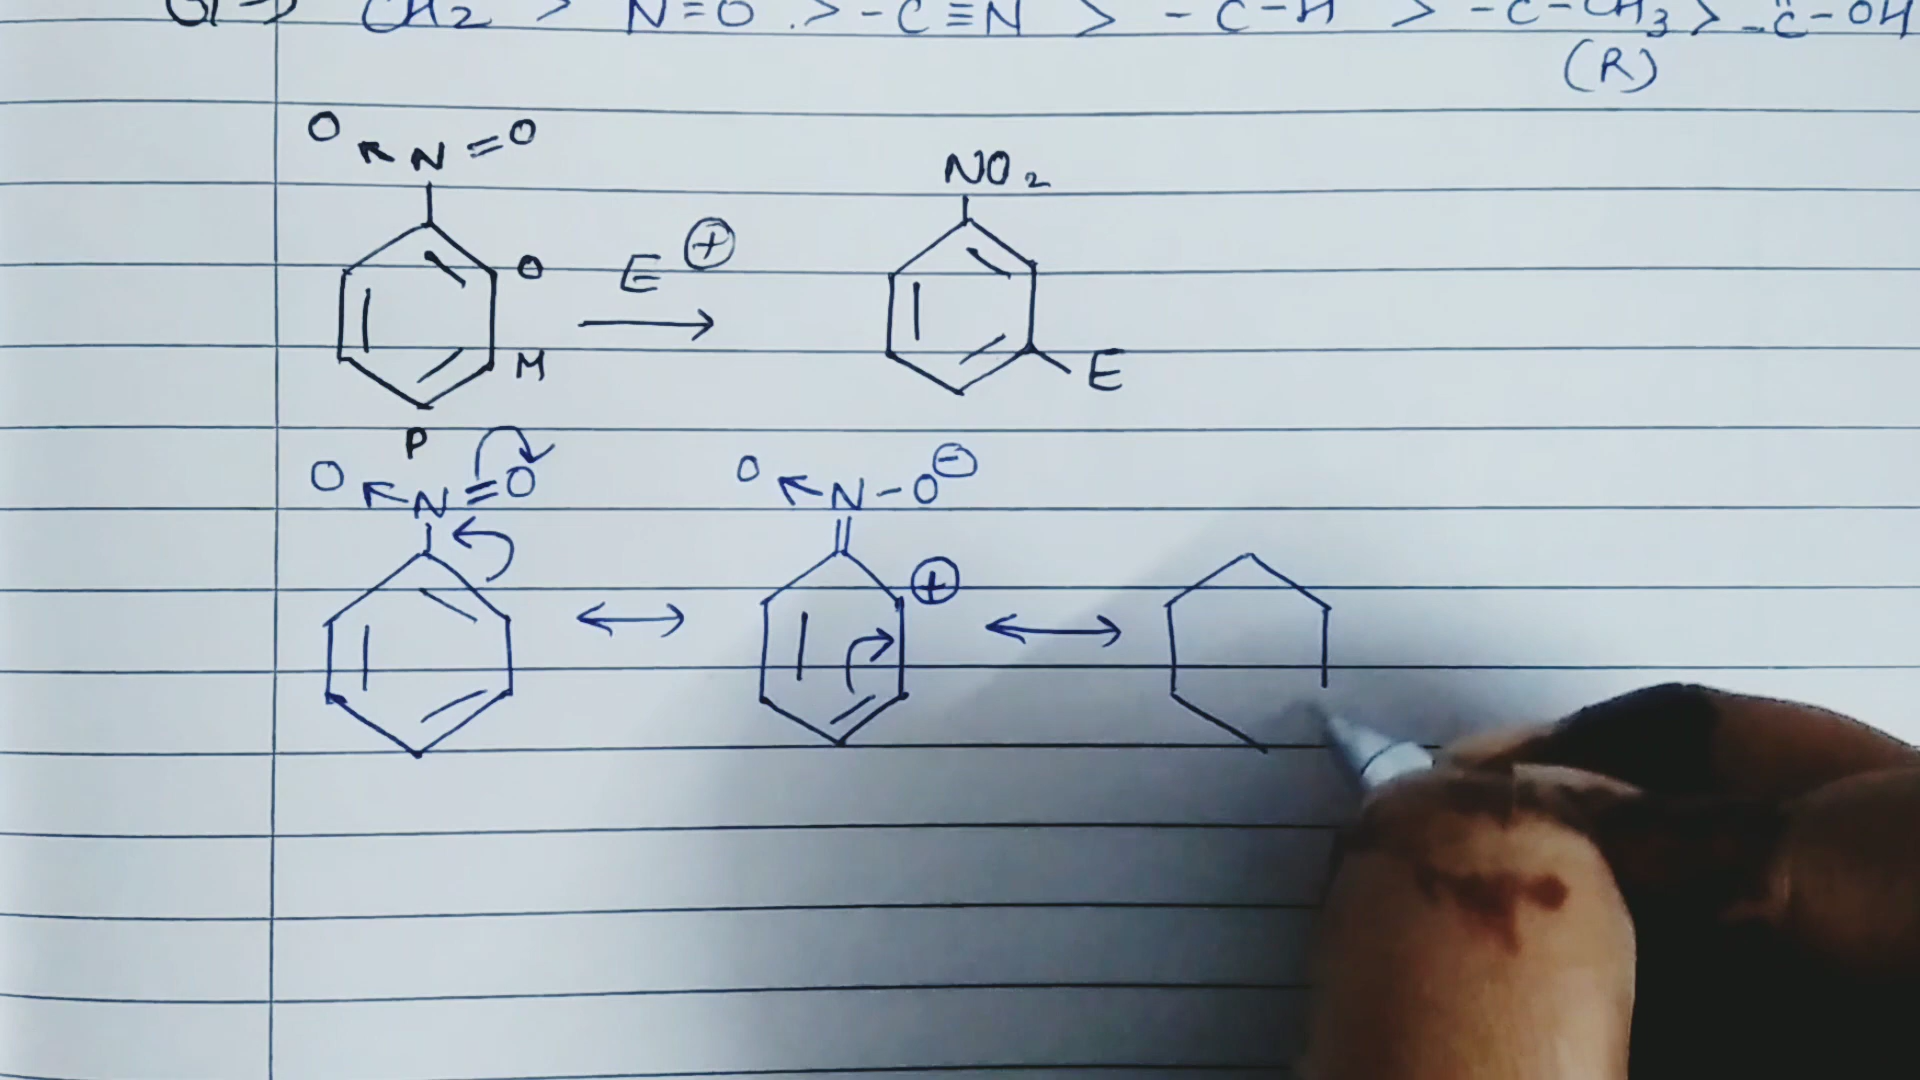 CH2 > N=O > -C≡N > -C-H > -C-CH3 > -C-OH
(R)
O ↖ N = O
NO2
E ⊕
O
M
E
P
O ↖ N = O
O ↖ N - O ⊖
⊕